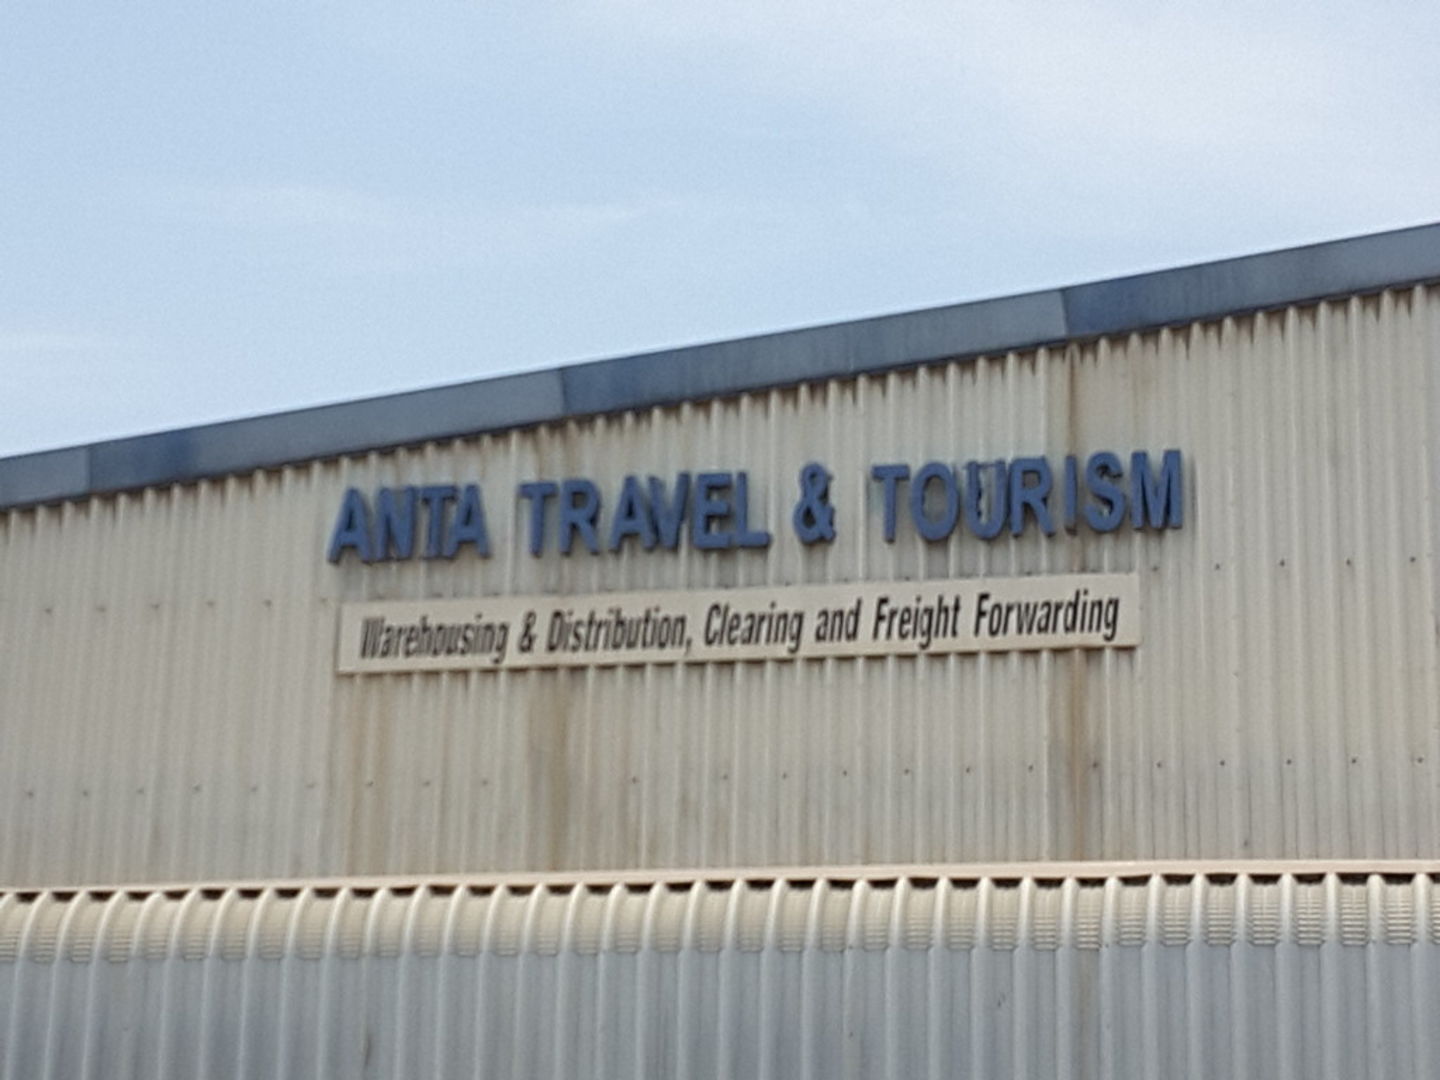 ANTA TRAVEL & TOURISM
Warehousing & Distribution, Clearing and Freight Forwarding